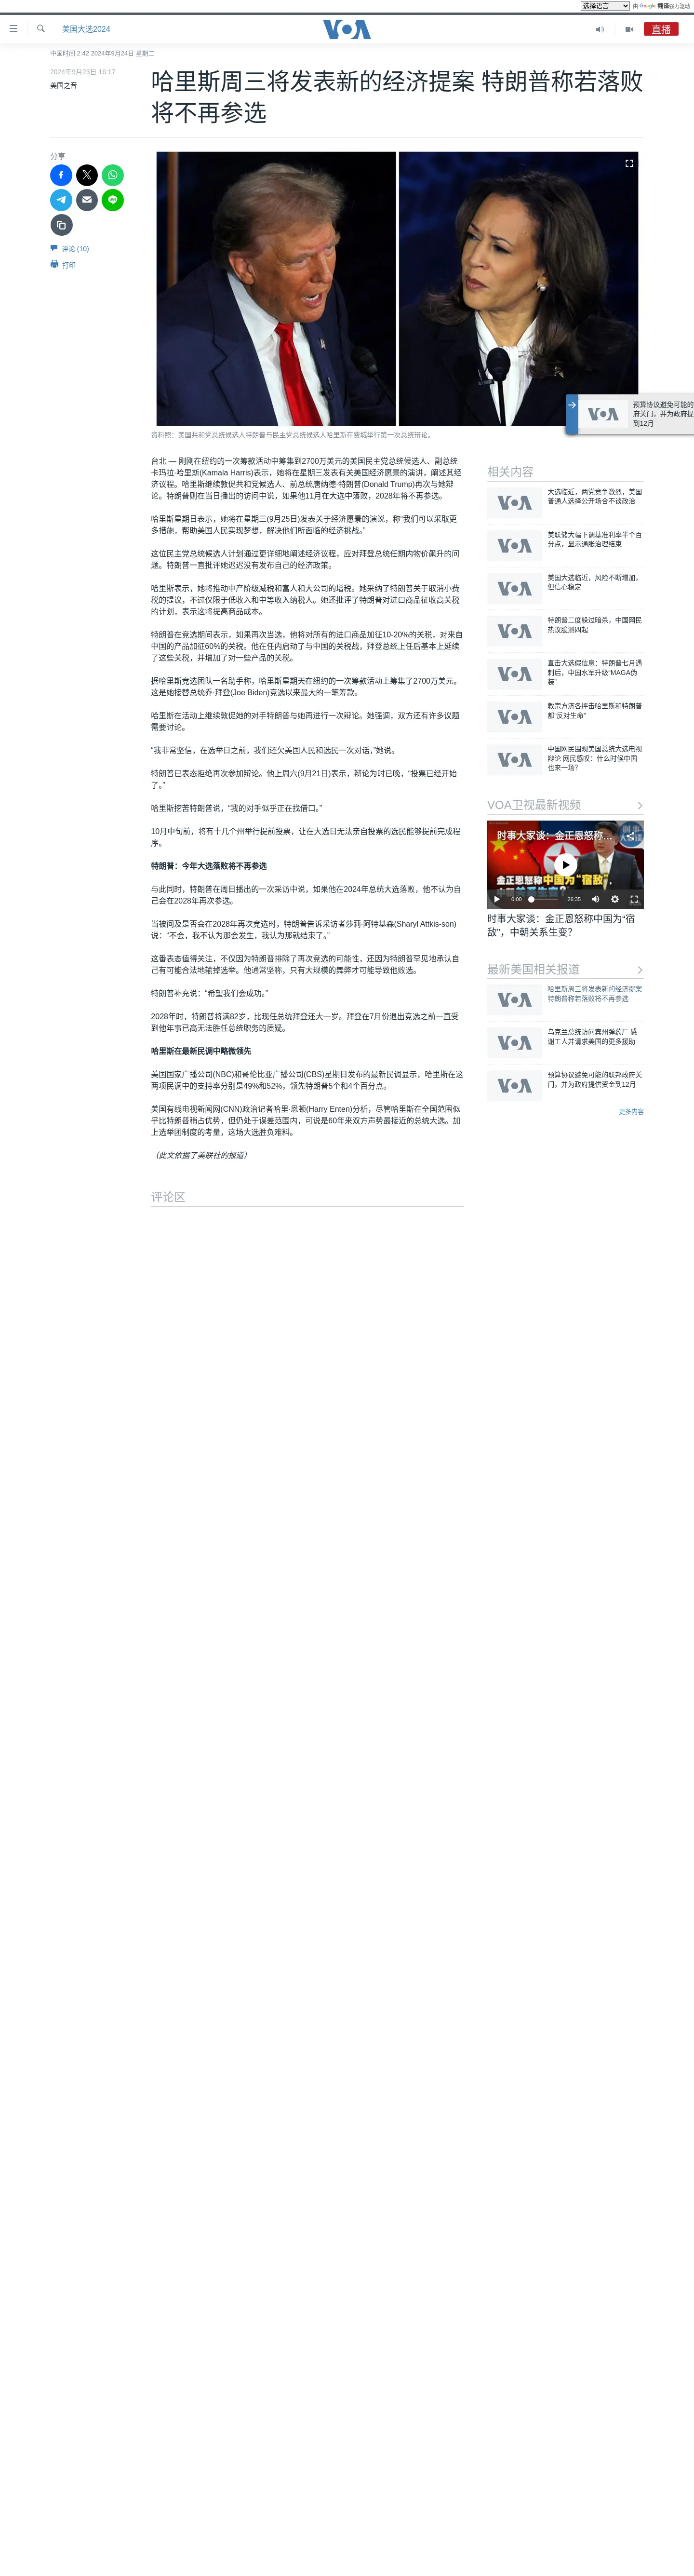 选择语言 由 Google 翻译强力驱动
美国大选2024
VOA
直播
中国时间 2:42 2024年9月24日 星期二
2024年9月23日 16:17
美国之音
哈里斯周三将发表新的经济提案 特朗普称若落败
将不再参选
分享
评论 (10)
打印
资料照：美国共和党总统候选人特朗普与民主党总统候选人哈里斯在费城举行第一次总统辩论。
VOA
预算协议避免可能的
府关门，并为政府提
到12月
台北 — 刚刚在纽约的一次筹款活动中筹集到2700万美元的美国民主党总统候选人、副总统
卡玛拉·哈里斯(Kamala Harris)表示，她将在星期三发表有关美国经济愿景的演讲，阐述其经
济议程。哈里斯继续敦促共和党候选人、前总统唐纳德·特朗普(Donald Trump)再次与她辩
论。特朗普则在当日播出的访问中说，如果他11月在大选中落败，2028年将不再参选。
哈里斯星期日表示，她将在星期三(9月25日)发表关于经济愿景的演说，称“我们可以采取更
多措施，帮助美国人民实现梦想，解决他们所面临的经济挑战。”
这位民主党总统候选人计划通过更详细地阐述经济议程，应对拜登总统任期内物价飙升的问
题。特朗普一直批评她迟迟没有发布自己的经济政策。
哈里斯表示，她将推动中产阶级减税和富人和大公司的增税。她采纳了特朗普关于取消小费
税的提议，不过仅限于低收入和中等收入纳税人。她还批评了特朗普对进口商品征收高关税
的计划，表示这将提高商品成本。
特朗普在竞选期间表示，如果再次当选，他将对所有的进口商品加征10-20%的关税，对来自
中国的产品加征60%的关税。他在任内启动了与中国的关税战，拜登总统上任后基本上延续
了这些关税，并增加了对一些产品的关税。
据哈里斯竞选团队一名助手称，哈里斯星期天在纽约的一次筹款活动上筹集了2700万美元。
这是她接替总统乔·拜登(Joe Biden)竞选以来最大的一笔筹款。
哈里斯在活动上继续敦促她的对手特朗普与她再进行一次辩论。她强调，双方还有许多议题
需要讨论。
“我非常坚信，在选举日之前，我们还欠美国人民和选民一次对话，”她说。
特朗普已表态拒绝再次参加辩论。他上周六(9月21日)表示，辩论为时已晚，“投票已经开始
了。”
哈里斯挖苦特朗普说，“我的对手似乎正在找借口。”
10月中旬前，将有十几个州举行提前投票，让在大选日无法亲自投票的选民能够提前完成程
序。
特朗普：今年大选落败将不再参选
与此同时，特朗普在周日播出的一次采访中说，如果他在2024年总统大选落败，他不认为自
己会在2028年再次参选。
当被问及是否会在2028年再次竞选时，特朗普告诉采访者莎莉·阿特基森(Sharyl Attkis-son)
说：“不会，我不认为那会发生，我认为那就结束了。”
这番表态值得关注，不仅因为特朗普排除了再次竞选的可能性，还因为特朗普罕见地承认自
己有可能合法地输掉选举。他通常坚称，只有大规模的舞弊才可能导致他败选。
特朗普补充说：“希望我们会成功。”
2028年时，特朗普将满82岁，比现任总统拜登还大一岁。拜登在7月份退出竞选之前一直受
到他年事已高无法胜任总统职务的质疑。
哈里斯在最新民调中略微领先
美国国家广播公司(NBC)和哥伦比亚广播公司(CBS)星期日发布的最新民调显示，哈里斯在这
两项民调中的支持率分别是49%和52%，领先特朗普5个和4个百分点。
美国有线电视新闻网(CNN)政治记者哈里·恩顿(Harry Enten)分析，尽管哈里斯在全国范围似
乎比特朗普稍占优势，但仍处于误差范围内，可说是60年来双方声势最接近的总统大选。加
上选举团制度的考量，这场大选胜负难料。
（此文依据了美联社的报道）
评论区
相关内容
VOA
大选临近，两党竞争激烈，美国
普通人选择公开场合不谈政治
VOA
美联储大幅下调基准利率半个百
分点，显示通胀治理结束
VOA
美国大选临近，风险不断增加，
但信心稳定
VOA
特朗普二度躲过暗杀，中国网民
热议臆测四起
VOA
直击大选假信息：特朗普七月遇
刺后，中国水军升级“MAGA伪
装”
VOA
教宗方济各抨击哈里斯和特朗普
都“反对生命”
VOA
中国网民围观美国总统大选电视
辩论 网民感叹：什么时候中国
也来一场?
VOA卫视最新视频
时事大家谈：金正恩怒称…
金正恩怒称中国为“宿敌”
0:00 26:35
时事大家谈：金正恩怒称中国为“宿
敌”，中朝关系生变？
最新美国相关报道
VOA
哈里斯周三将发表新的经济提案
特朗普称若落败将不再参选
VOA
乌克兰总统访问宾州弹药厂 感
谢工人并请求美国的更多援助
VOA
预算协议避免可能的联邦政府关
门，并为政府提供资金到12月
更多内容